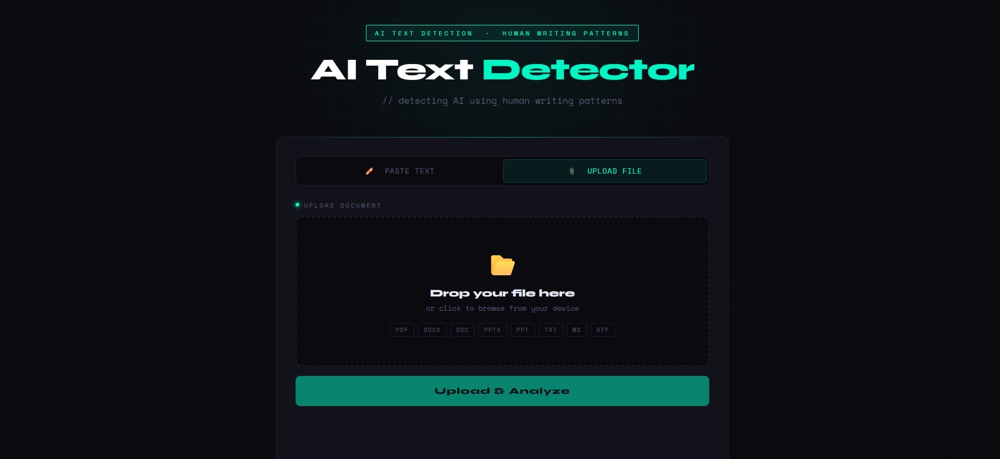 AI TEXT DETECTION · HUMAN WRITING PATTERNS
AI Text Detector
// detecting AI using human writing patterns
PASTE TEXT UPLOAD FILE
UPLOAD DOCUMENT
Drop your file here
or click to browse from your device
PDF DOCX DOC PPTX PPT TXT MD RTF
Upload & Analyze